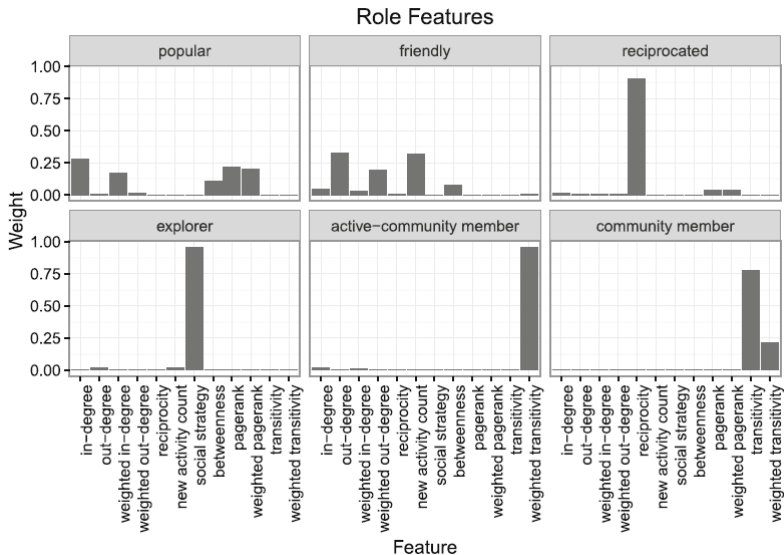 Role Features
popular
friendly
reciprocated
1.00
0.75
0.50
0.25
0.00
explorer
active-community member
community member
1.00
0.75
0.50
0.25
0.00
Weight
in-degree
out-degree
weighted in-degree
weighted out-degree
reciprocity
new activity count
social strategy
betweenness
pagerank
weighted pagerank
transitivity
weighted transitivity
in-degree
out-degree
weighted in-degree
weighted out-degree
reciprocity
new activity count
social strategy
betweenness
pagerank
weighted pagerank
transitivity
weighted transitivity
in-degree
out-degree
weighted in-degree
weighted out-degree
reciprocity
new activity count
social strategy
betweenness
pagerank
weighted pagerank
transitivity
weighted transitivity
Feature